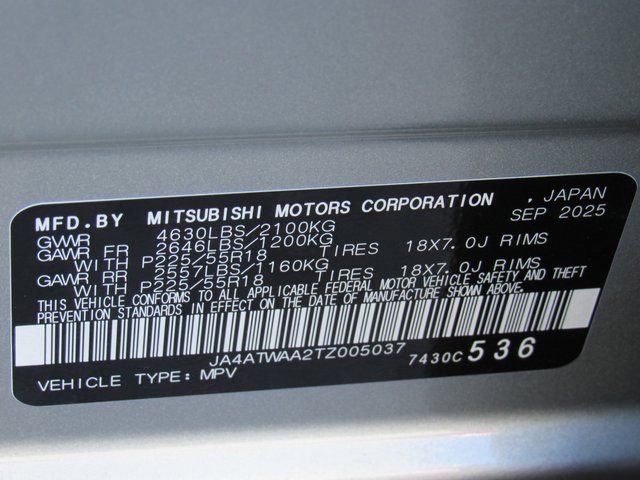 MFD.BY MITSUBISHI MOTORS CORPORATION . JAPAN
GVWR 4630LBS/2100KG SEP 2025
GAWR FR 2646LBS/1200KG
WITH P225/55R18 TIRES 18X7.0J RIMS
GAWR RR 2557LBS/1160KG
WITH P225/55R18 TIRES 18X7.0J RIMS
THIS VEHICLE CONFORMS TO ALL APPLICABLE FEDERAL MOTOR VEHICLE SAFETY AND THEFT
PREVENTION STANDARDS IN EFFECT ON THE DATE OF MANUFACTURE SHOWN ABOVE.
JA4ATWAA2TZ005037 7430C 536
VEHICLE TYPE: MPV